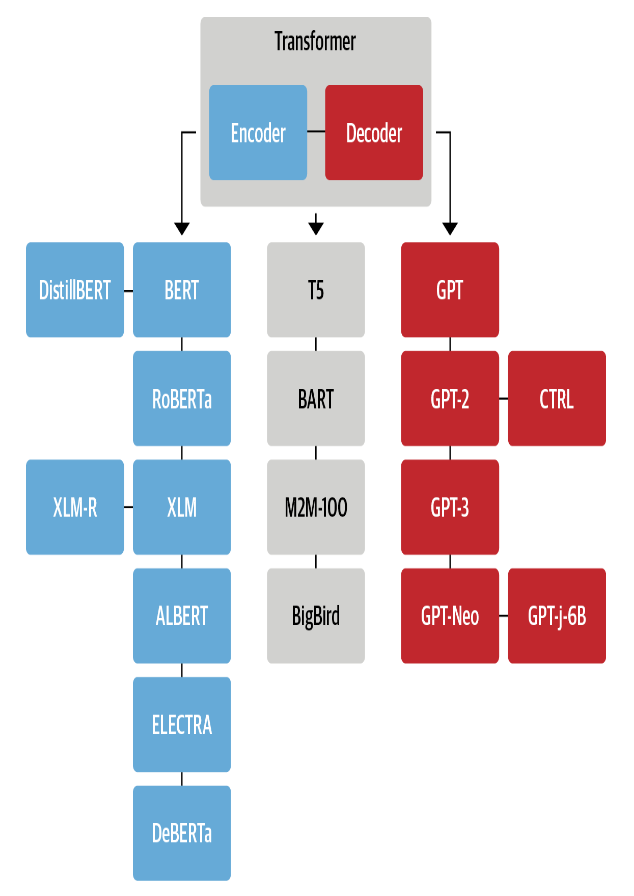 Transformer
Encoder
Decoder
DistillBERT
BERT
T5
GPT
RoBERTa
BART
GPT-2
CTRL
XLM-R
XLM
M2M-100
GPT-3
ALBERT
BigBird
GPT-Neo
GPT-j-6B
ELECTRA
DeBERTa